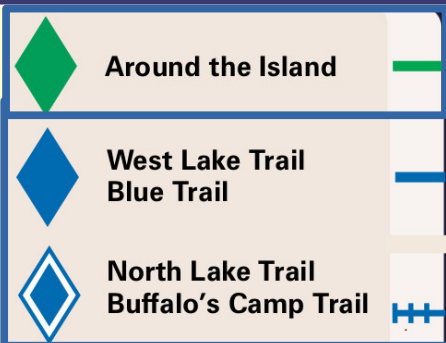 Around the Island
West Lake Trail
Blue Trail
North Lake Trail
Buffalo's Camp Trail